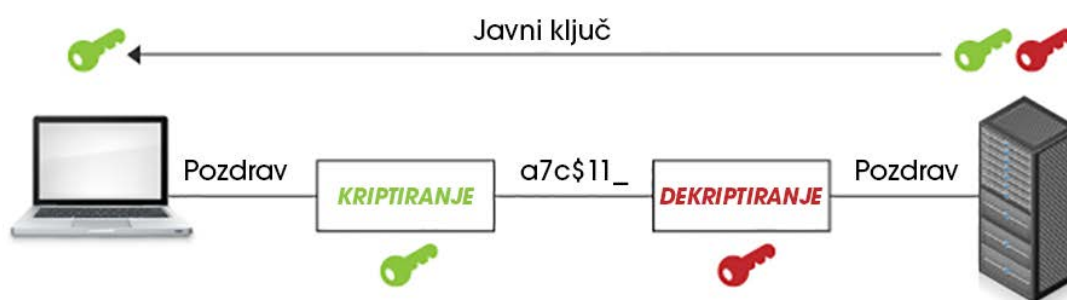 Javni ključ
Pozdrav
KRIPTIRANJE
a7c$11_
DEKRIPTIRANJE
Pozdrav